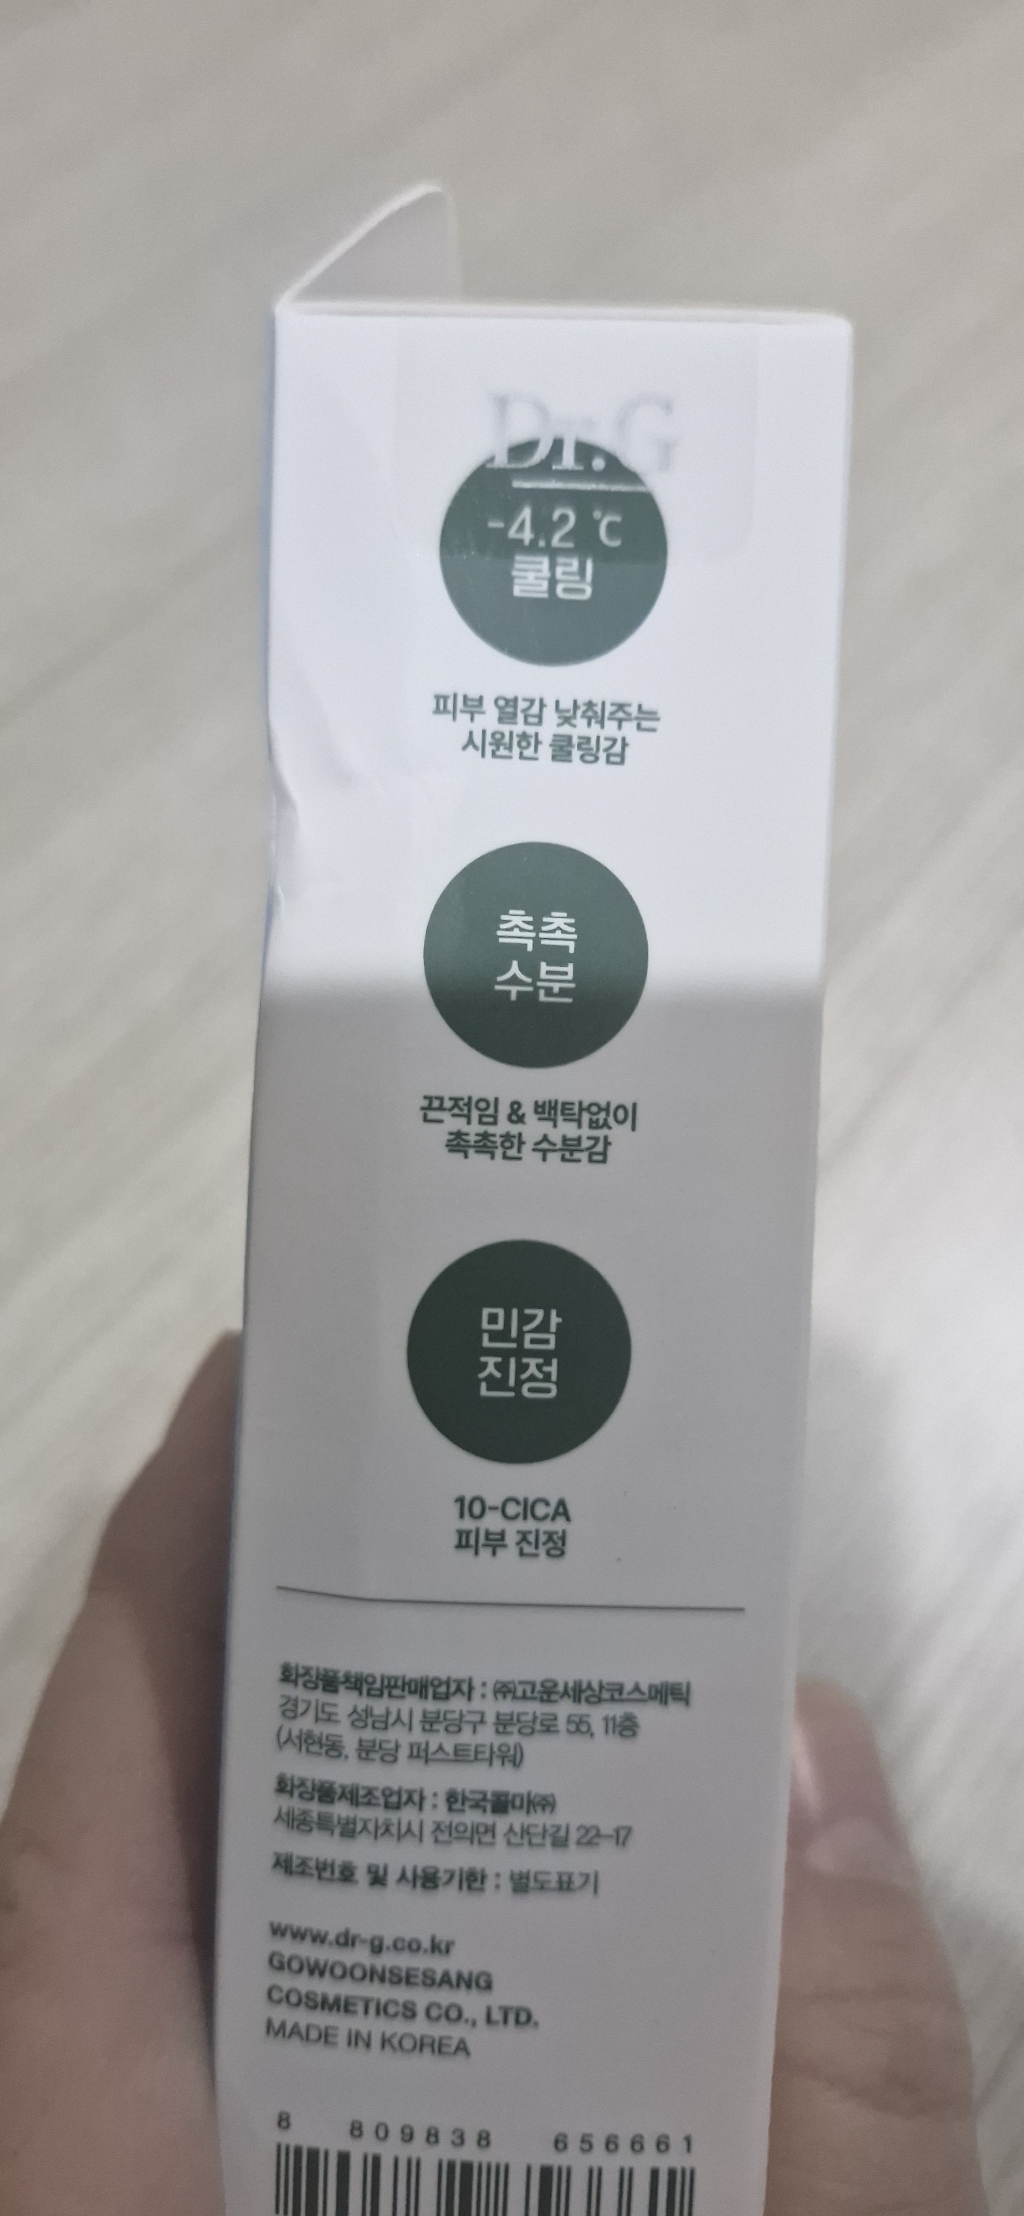 Dr.G
-4.2 ℃
쿨링
피부 열감 낮춰주는
시원한 쿨링감
촉촉
수분
끈적임 & 백탁없이
촉촉한 수분감
민감
진정
10-CICA
피부 진정
화장품책임판매업자 : ㈜고운세상코스메틱
경기도 성남시 분당구 분당로 55, 11층
(서현동, 분당 퍼스트타워)
화장품제조업자 : 한국콜마㈜
세종특별자치시 전의면 산단길 22-17
제조번호 및 사용기한 : 별도표기
www.dr-g.co.kr
GOWOONSESANG
COSMETICS CO., LTD.
MADE IN KOREA
8 809838 656661